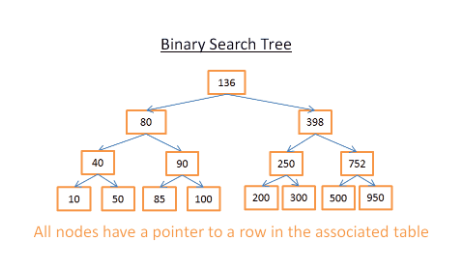 Binary Search Tree
136
80 398
40 90 250 752
10 50 85 100 200 300 500 950
All nodes have a pointer to a row in the associated table